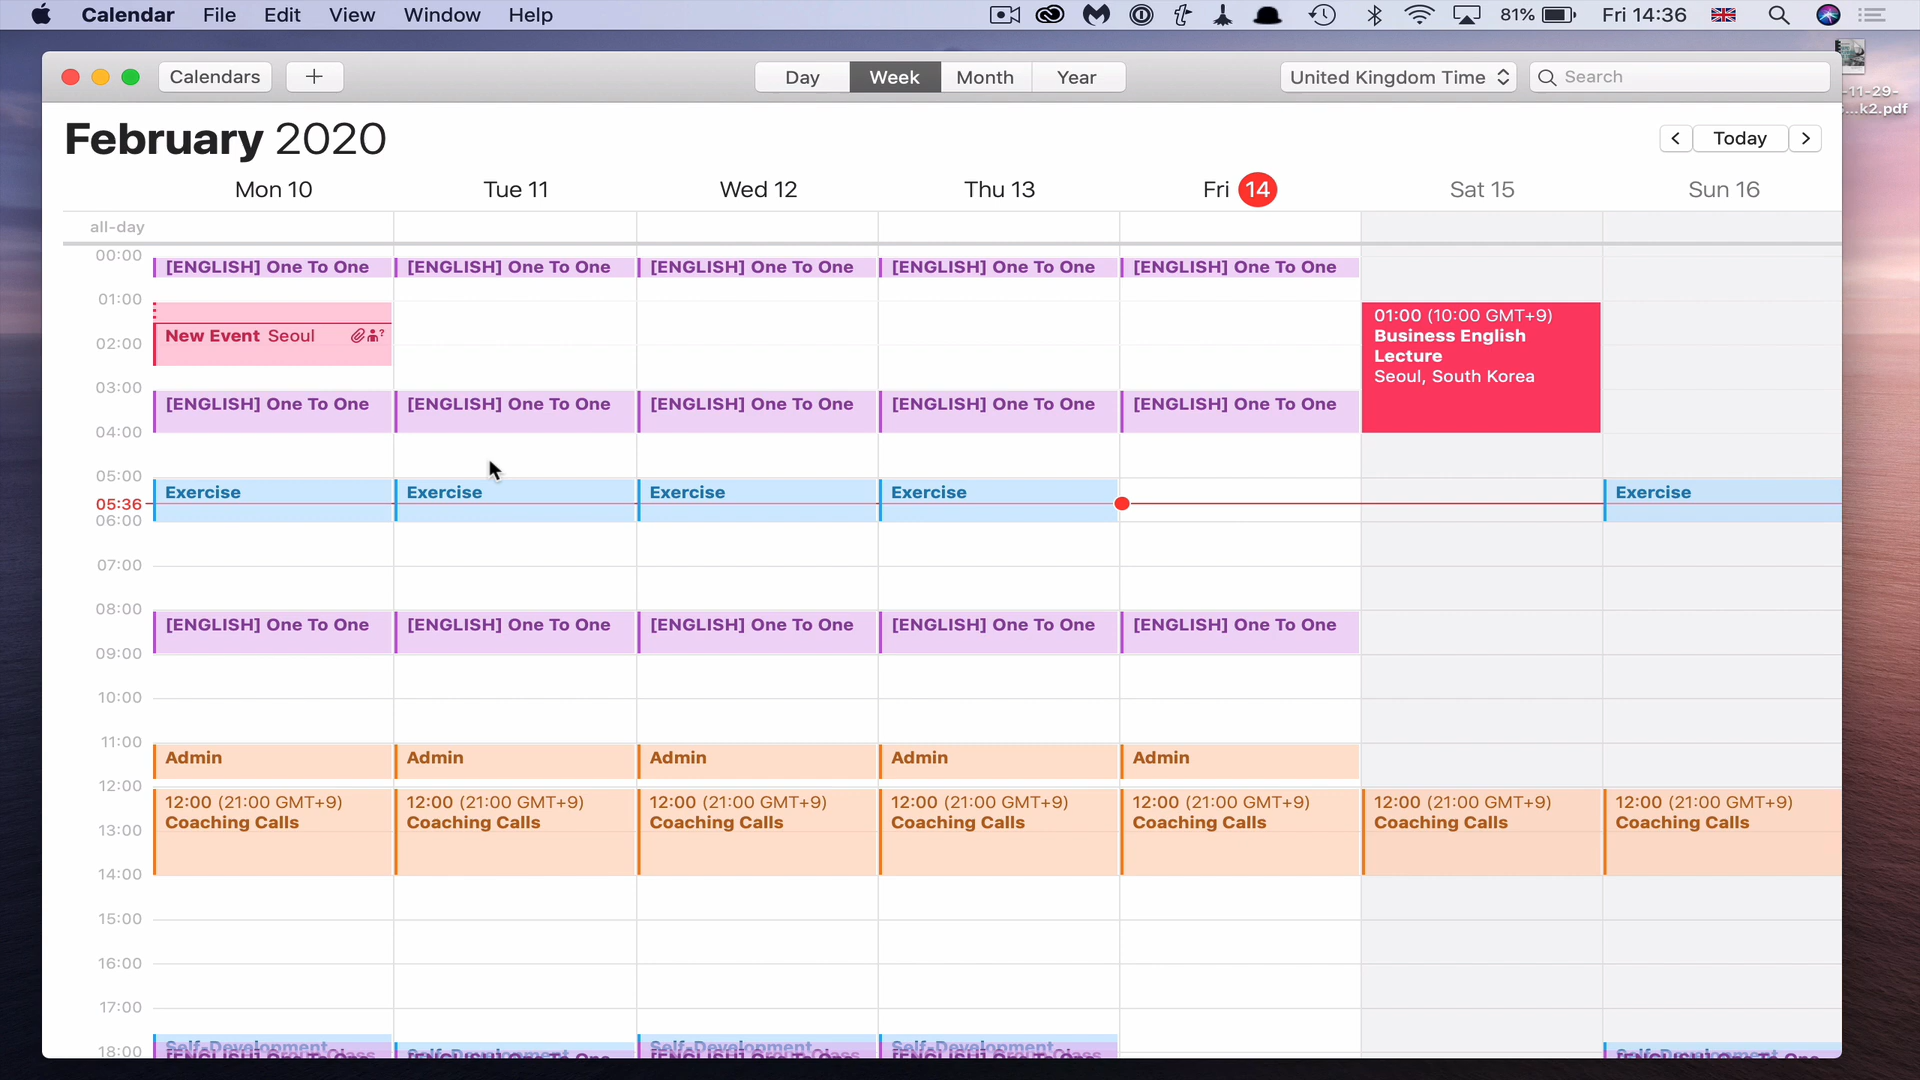 Calendar File Edit View Window Help 81% Fri 14:36
Calendars + Day Week Month Year United Kingdom Time Search
-11-29-
...k2.pdf
February 2020
Today
Mon 10 Tue 11 Wed 12 Thu 13 Fri 14 Sat 15 Sun 16
all-day
00:00
[ENGLISH] One To One [ENGLISH] One To One [ENGLISH] One To One [ENGLISH] One To One [ENGLISH] One To One
01:00
01:00 (10:00 GMT+9)
New Event Seoul
Business English
02:00
Lecture
Seoul, South Korea
03:00
[ENGLISH] One To One [ENGLISH] One To One [ENGLISH] One To One [ENGLISH] One To One [ENGLISH] One To One
04:00
05:00
Exercise Exercise Exercise Exercise Exercise
05:36
06:00
07:00
08:00
[ENGLISH] One To One [ENGLISH] One To One [ENGLISH] One To One [ENGLISH] One To One [ENGLISH] One To One
09:00
10:00
11:00
Admin Admin Admin Admin Admin
12:00
12:00 (21:00 GMT+9) 12:00 (21:00 GMT+9) 12:00 (21:00 GMT+9) 12:00 (21:00 GMT+9) 12:00 (21:00 GMT+9) 12:00 (21:00 GMT+9) 12:00 (21:00 GMT+9)
Coaching Calls Coaching Calls Coaching Calls Coaching Calls Coaching Calls Coaching Calls Coaching Calls
13:00
14:00
15:00
16:00
17:00
Self-Development Self-Development Self-Development
18:00